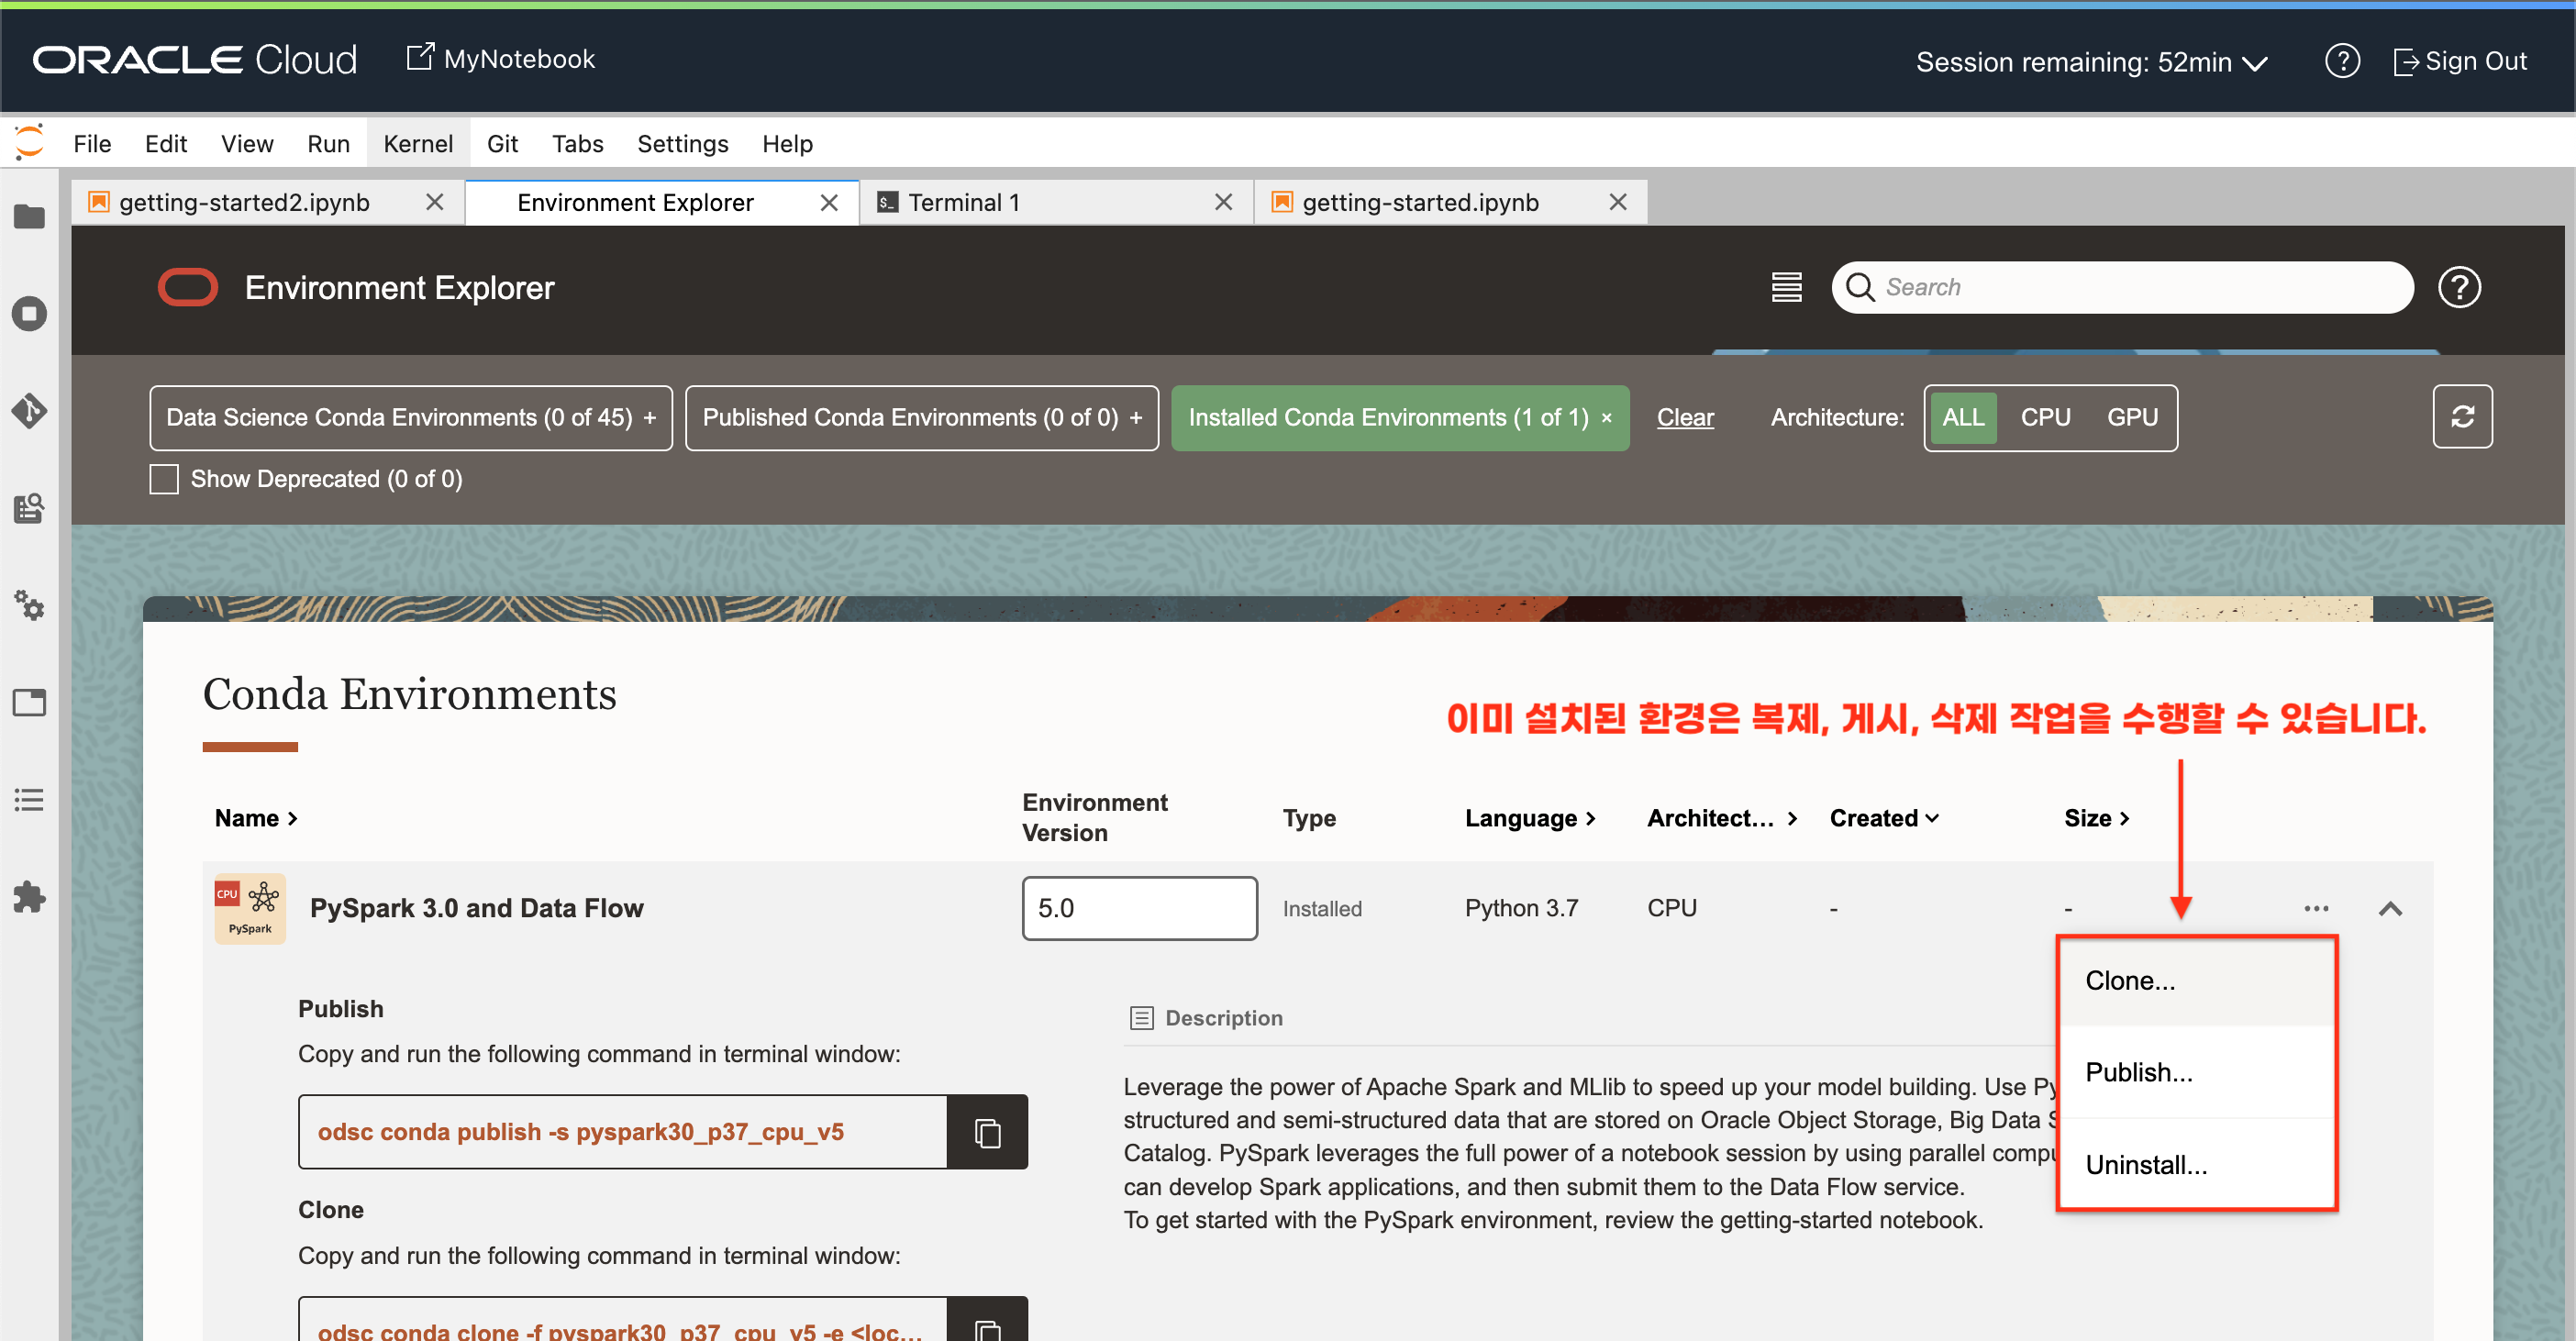 ORACLE Cloud
MyNotebook
Session remaining: 52min
?
Sign Out
File
Edit
View
Run
Kernel
Git
Tabs
Settings
Help
getting-started2.ipynb
Environment Explorer
Terminal 1
getting-started.ipynb
Environment Explorer
Search
?
Data Science Conda Environments (0 of 45) +
Published Conda Environments (0 of 0) +
Installed Conda Environments (1 of 1) ×
Clear
Architecture:
ALL
CPU
GPU
Show Deprecated (0 of 0)
Conda Environments
이미 설치된 환경은 복제, 게시, 삭제 작업을 수행할 수 있습니다.
Name
Environment
Version
Type
Language
Architect...
Created
Size
CPU
PySpark
PySpark 3.0 and Data Flow
5.0
Installed
Python 3.7
CPU
-
-
...
Clone...
Publish...
Uninstall...
Publish
Copy and run the following command in terminal window:
odsc conda publish -s pyspark30_p37_cpu_v5
Clone
Copy and run the following command in terminal window:
odsc conda clone -f pyspark30_p37_cpu_v5 -e <loc...
Description
Leverage the power of Apache Spark and MLlib to speed up your model building. Use Py
structured and semi-structured data that are stored on Oracle Object Storage, Big Data S
Catalog. PySpark leverages the full power of a notebook session by using parallel compu
can develop Spark applications, and then submit them to the Data Flow service.
To get started with the PySpark environment, review the getting-started notebook.